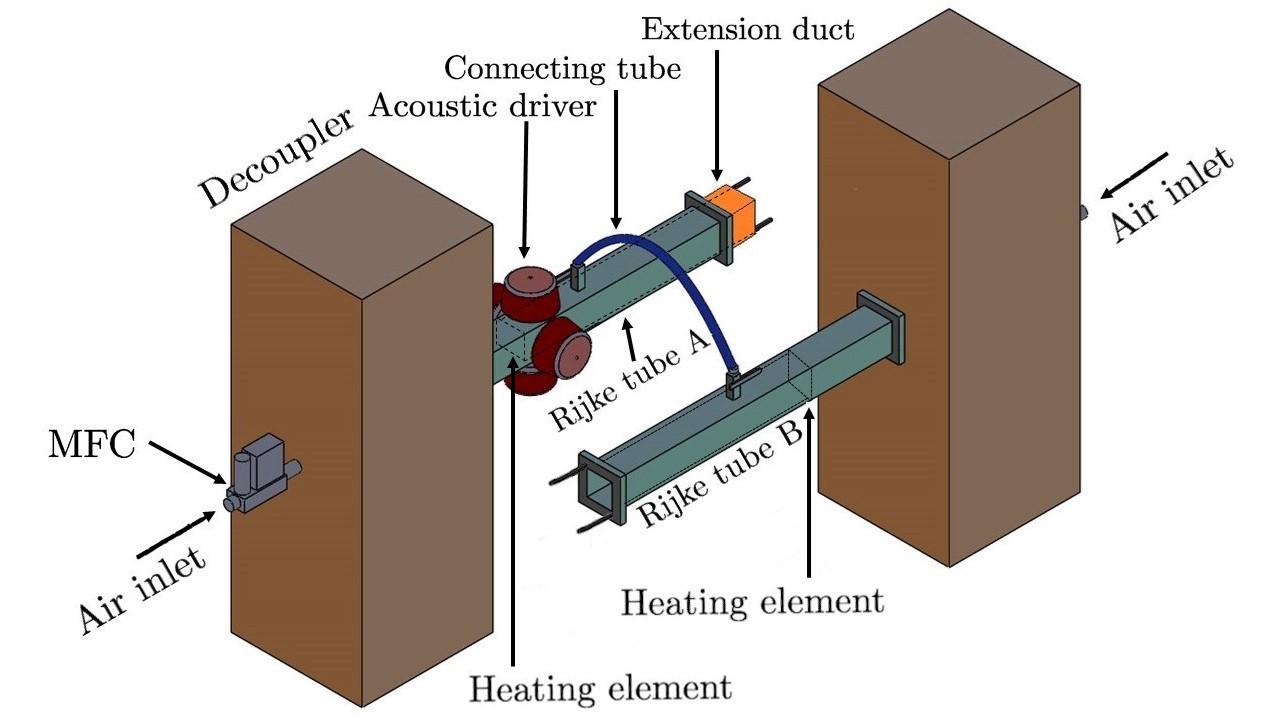 Extension duct
Connecting tube
Acoustic driver
Decoupler
Air inlet
Rijke tube A
MFC
Rijke tube B
Air inlet
Heating element
Heating element